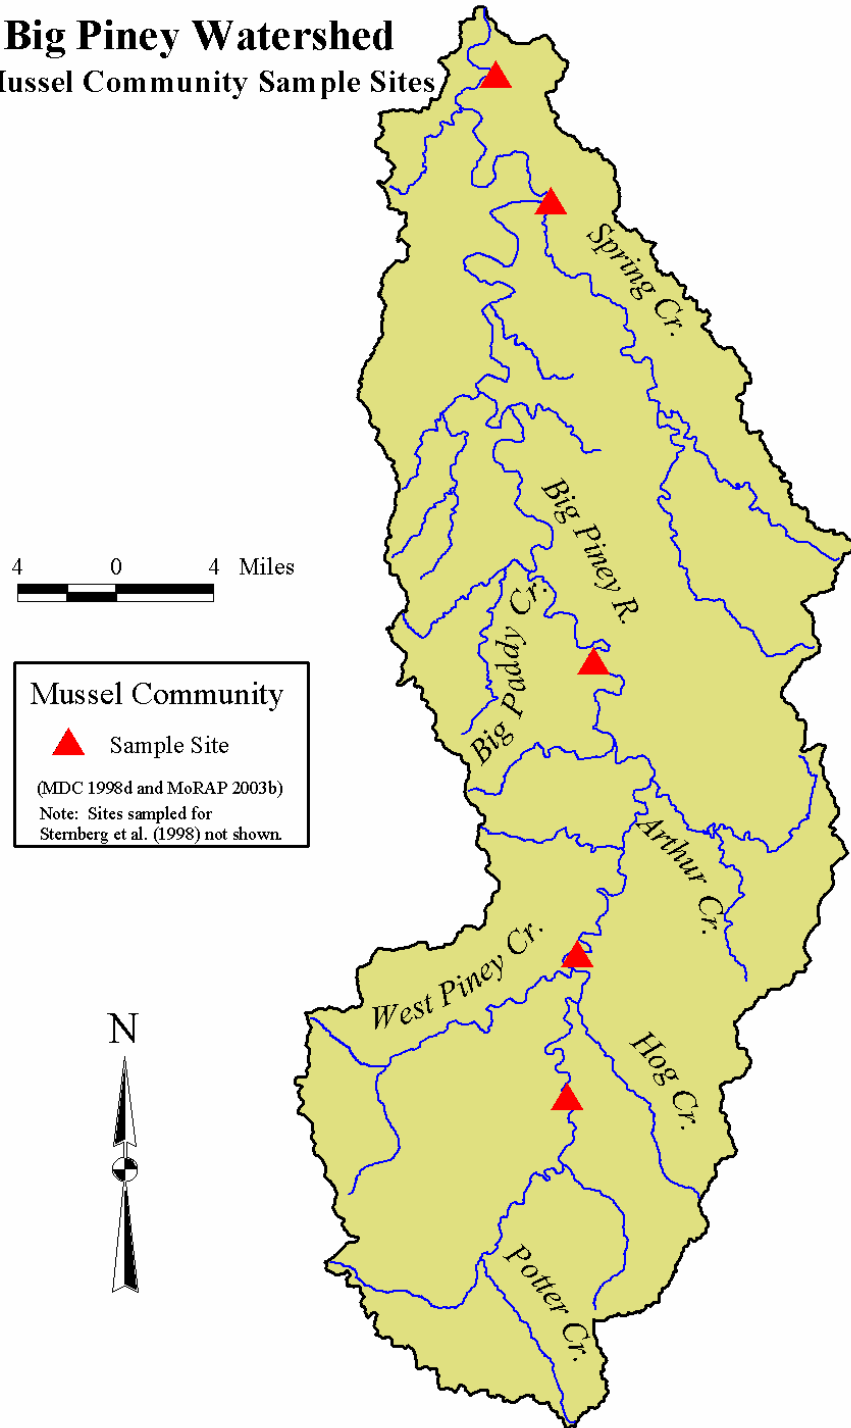 Big Piney Watershed
Mussel Community Sample Sites
Spring Cr.
Big Piney R.
4 0 4 Miles
Big Paddy Cr.
Mussel Community
Sample Site
(MDC 1998d and MoRAP 2003b)
Note: Sites sampled for
Sternberg et al. (1998) not shown.
Arthur Cr.
West Piney Cr.
N
Hog Cr.
Potter Cr.